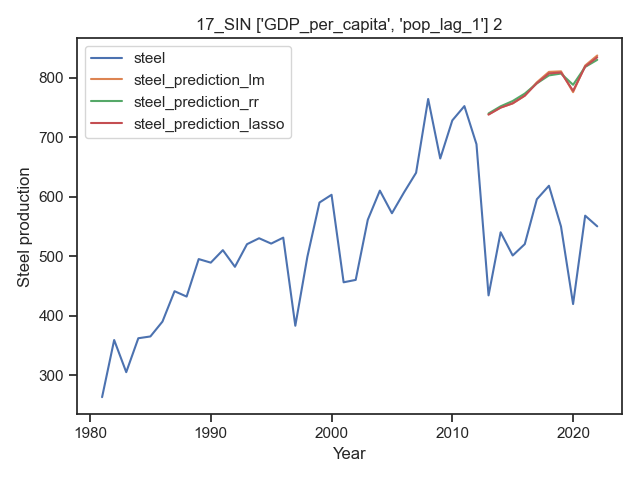 17_SIN ['GDP_per_capita', 'pop_lag_1'] 2
steel
steel_prediction_lm
steel_prediction_rr
steel_prediction_lasso
Steel production
800
700
600
500
400
300
1980
1990
2000
2010
2020
Year